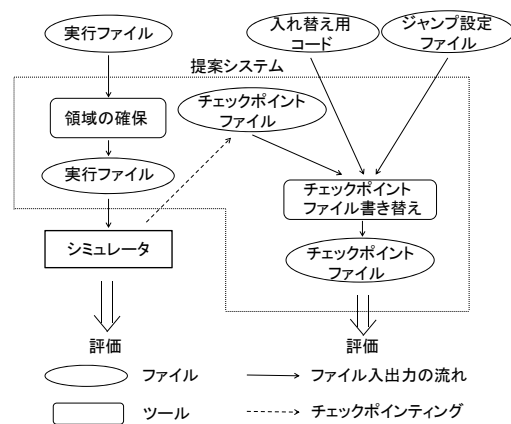 実行ファイル
入れ替え用
コード
ジャンプ設定
ファイル
提案システム
領域の確保
チェックポイント
ファイル
実行ファイル
チェックポイント
ファイル書き替え
シミュレータ
チェックポイント
ファイル
評価
評価
ファイル
ファイル入出力の流れ
ツール
チェックポインティング